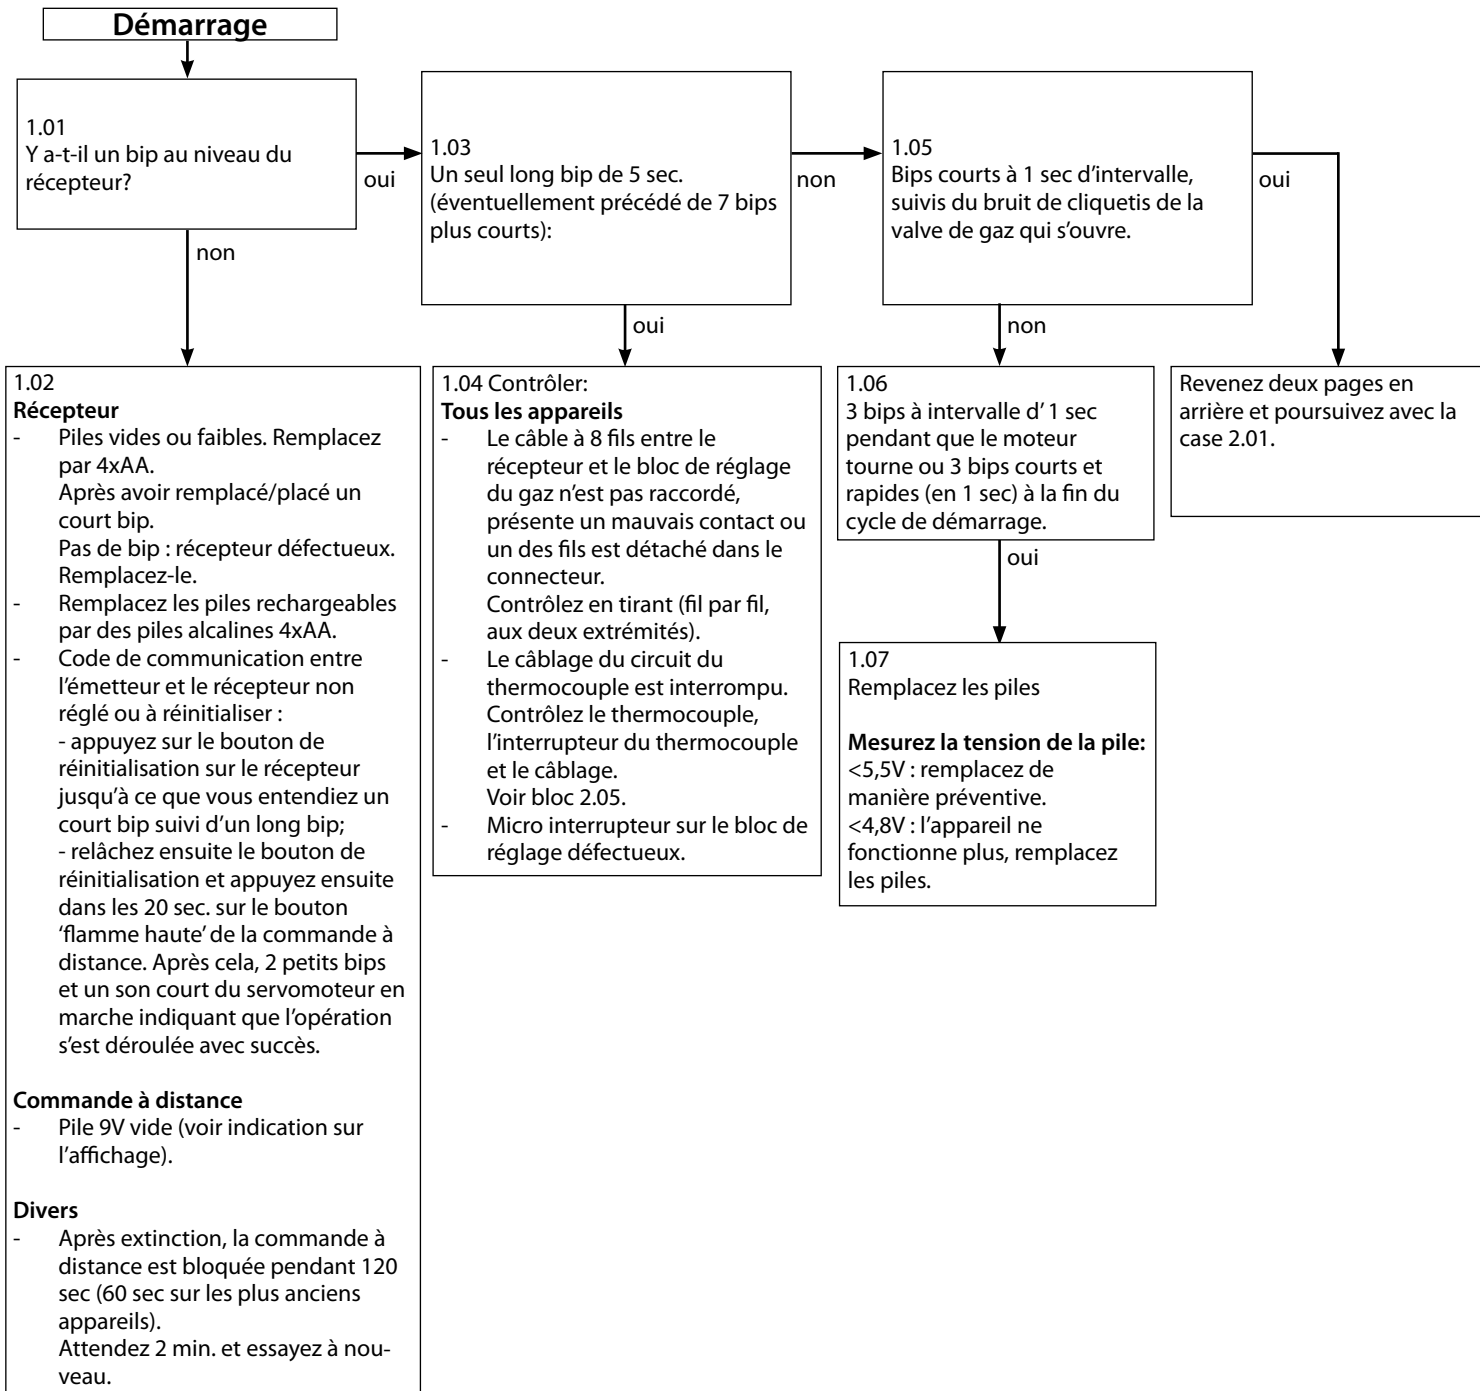 Démarrage
1.01
Y a-t-il un bip au niveau du
récepteur?
oui
non
1.03
Un seul long bip de 5 sec.
(éventuellement précédé de 7 bips
plus courts):
non
oui
1.05
Bips courts à 1 sec d'intervalle,
suivis du bruit de cliquetis de la
valve de gaz qui s'ouvre.
oui
non
1.02
Récepteur
- Piles vides ou faibles. Remplacez
par 4xAA.
Après avoir remplacé/placé un
court bip.
Pas de bip : récepteur défectueux.
Remplacez-le.
- Remplacez les piles rechargeables
par des piles alcalines 4xAA.
- Code de communication entre
l'émetteur et le récepteur non
réglé ou à réinitialiser :
- appuyez sur le bouton de
réinitialisation sur le récepteur
jusqu'à ce que vous entendiez un
court bip suivi d'un long bip;
- relâchez ensuite le bouton de
réinitialisation et appuyez ensuite
dans les 20 sec. sur le bouton
'flamme haute' de la commande à
distance. Après cela, 2 petits bips
et un son court du servomoteur en
marche indiquant que l'opération
s'est déroulée avec succès.
Commande à distance
- Pile 9V vide (voir indication sur
l'affichage).
Divers
- Après extinction, la commande à
distance est bloquée pendant 120
sec (60 sec sur les plus anciens
appareils).
Attendez 2 min. et essayez à nou-
veau.
1.04 Contrôler:
Tous les appareils
- Le câble à 8 fils entre le
récepteur et le bloc de réglage
du gaz n'est pas raccordé,
présente un mauvais contact ou
un des fils est détaché dans le
connecteur.
Contrôlez en tirant (fil par fil,
aux deux extrémités).
- Le câblage du circuit du
thermocouple est interrompu.
Contrôlez le thermocouple,
l'interrupteur du thermocouple
et le câblage.
Voir bloc 2.05.
- Micro interrupteur sur le bloc de
réglage défectueux.
1.06
3 bips à intervalle d' 1 sec
pendant que le moteur
tourne ou 3 bips courts et
rapides (en 1 sec) à la fin du
cycle de démarrage.
oui
1.07
Remplacez les piles
Mesurez la tension de la pile:
<5,5V : remplacez de
manière préventive.
<4,8V : l'appareil ne
fonctionne plus, remplacez
les piles.
Revenez deux pages en
arrière et poursuivez avec la
case 2.01.